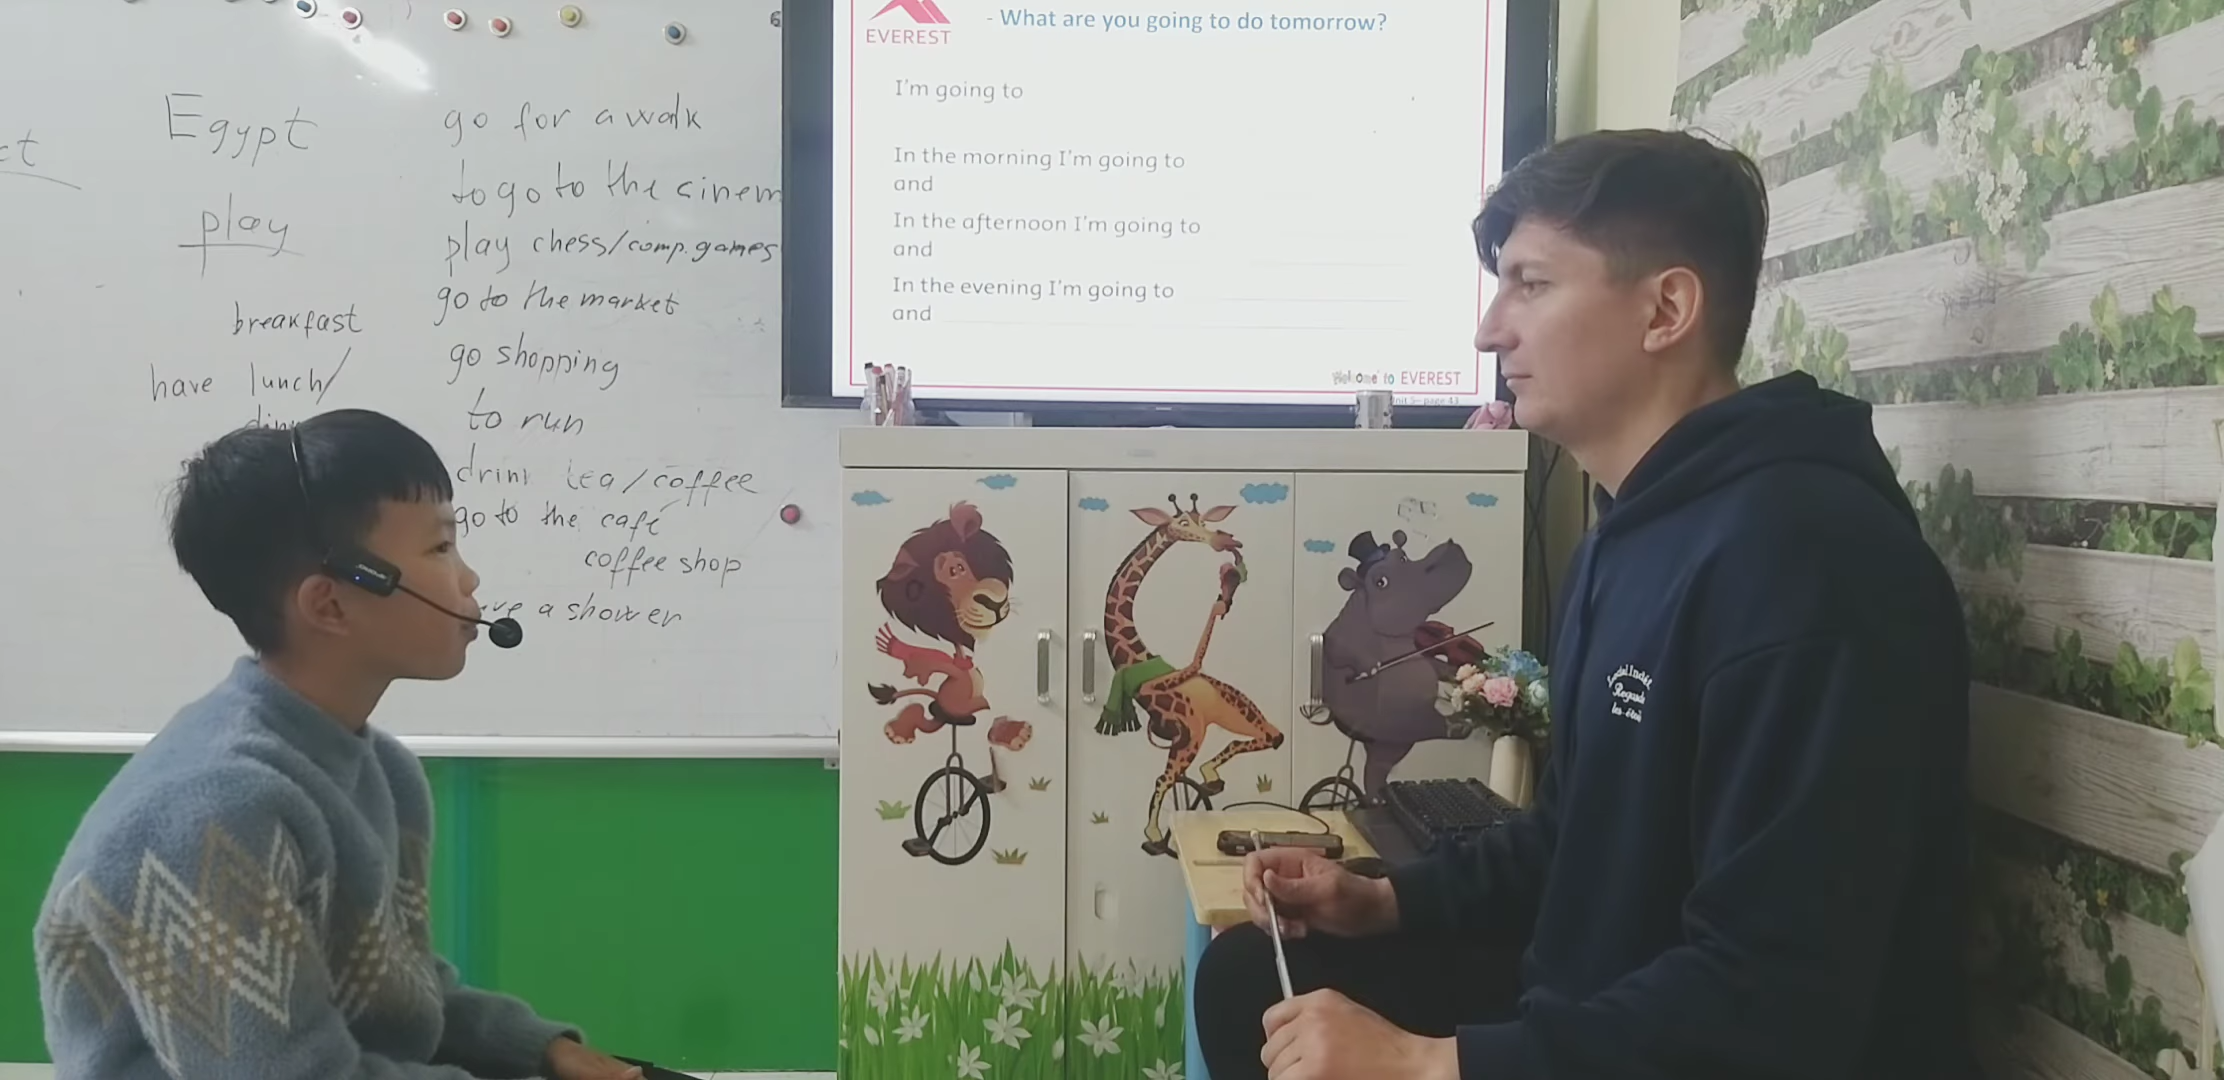 Egypt
play
breakfast
have lunch/
go for a walk
to go to the cinem
play chess/comp. games
go to the market
go shopping
to run
drink tea/coffee
go to the café
coffee shop
a shower
EVEREST
- What are you going to do tomorrow?
I'm going to
In the morning I'm going to
and
In the afternoon I'm going to
and
In the evening I'm going to
and
Welcome to EVEREST